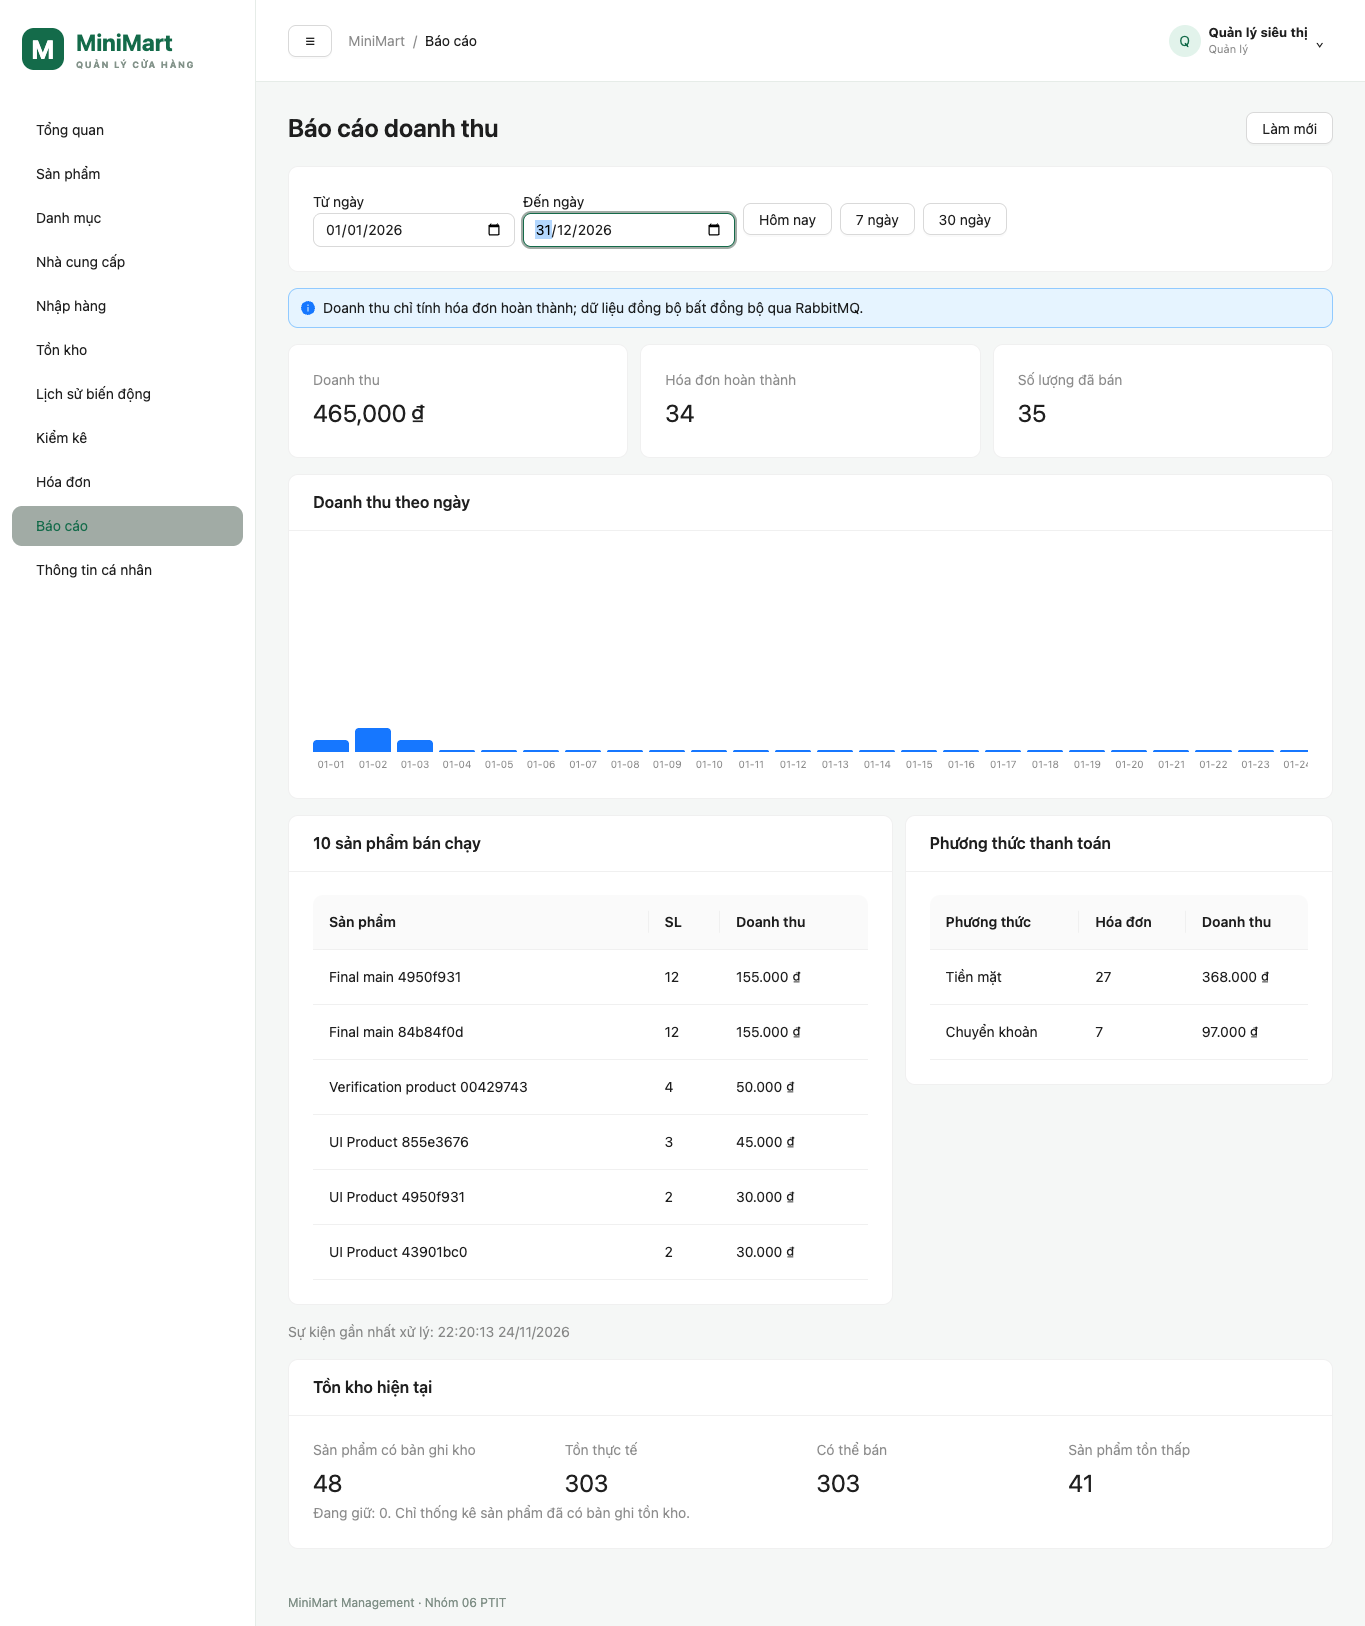 M MiniMart
QUẢN LÝ CỬA HÀNG
Tổng quan
Sản phẩm
Danh mục
Nhà cung cấp
Nhập hàng
Tồn kho
Lịch sử biến động
Kiểm kê
Hóa đơn
Báo cáo
Thông tin cá nhân
≡ MiniMart / Báo cáo
Q Quản lý siêu thị
Quản lý
Báo cáo doanh thu
Làm mới
Từ ngày Đến ngày
01/01/2026 31/12/2026 Hôm nay 7 ngày 30 ngày
Doanh thu chỉ tính hóa đơn hoàn thành; dữ liệu đồng bộ bất đồng bộ qua RabbitMQ.
Doanh thu
465,000 ₫
Hóa đơn hoàn thành
34
Số lượng đã bán
35
Doanh thu theo ngày
01-01 01-02 01-03 01-04 01-05 01-06 01-07 01-08 01-09 01-10 01-11 01-12 01-13 01-14 01-15 01-16 01-17 01-18 01-19 01-20 01-21 01-22 01-23 01-24
10 sản phẩm bán chạy
Sản phẩm SL Doanh thu
Final main 4950f931 12 155.000 ₫
Final main 84b84f0d 12 155.000 ₫
Verification product 00429743 4 50.000 ₫
UI Product 855e3676 3 45.000 ₫
UI Product 4950f931 2 30.000 ₫
UI Product 43901bc0 2 30.000 ₫
Phương thức thanh toán
Phương thức Hóa đơn Doanh thu
Tiền mặt 27 368.000 ₫
Chuyển khoản 7 97.000 ₫
Sự kiện gần nhất xử lý: 22:20:13 24/11/2026
Tồn kho hiện tại
Sản phẩm có bản ghi kho
48
Tồn thực tế
303
Có thể bán
303
Sản phẩm tồn thấp
41
Đang giữ: 0. Chỉ thống kê sản phẩm đã có bản ghi tồn kho.
MiniMart Management · Nhóm 06 PTIT